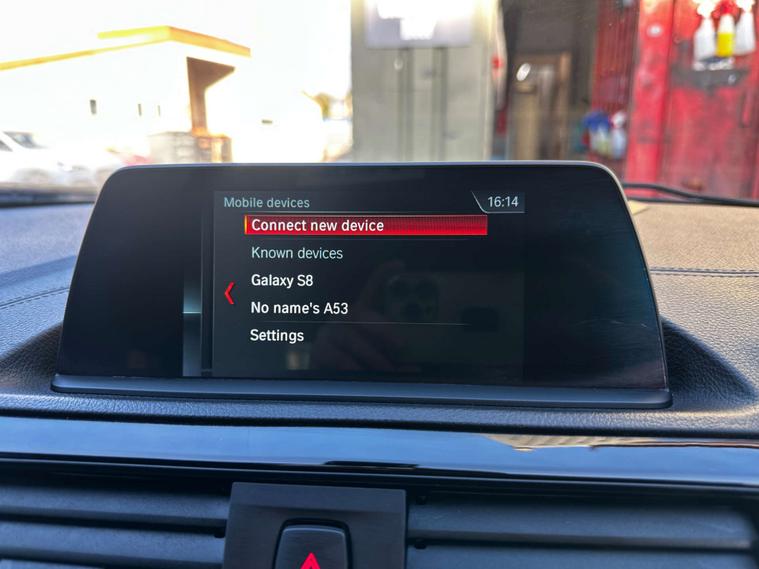 Mobile devices
16:14
Connect new device
Known devices
Galaxy S8
No name's A53
Settings